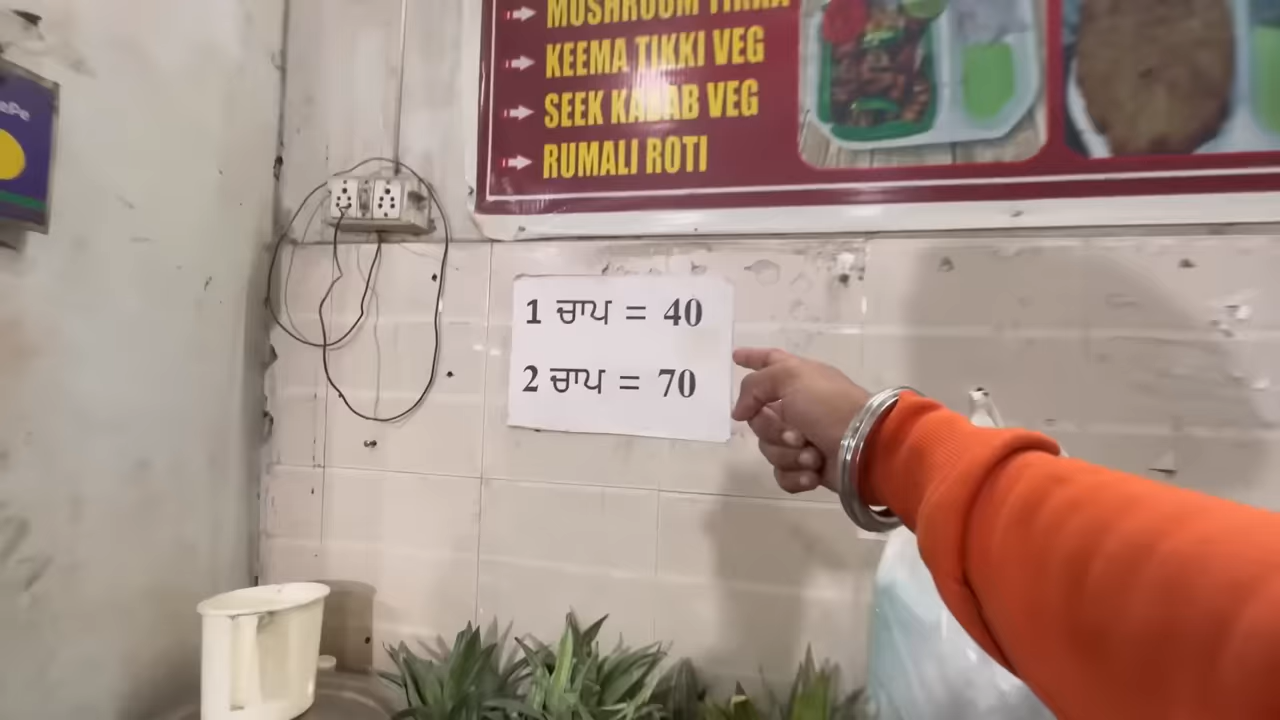 MUSHROOM TIKKA
KEEMA TIKKI VEG
SEEK KABAB VEG
RUMALI ROTI
1 ਚਾਪ = 40
2 ਚਾਪ = 70